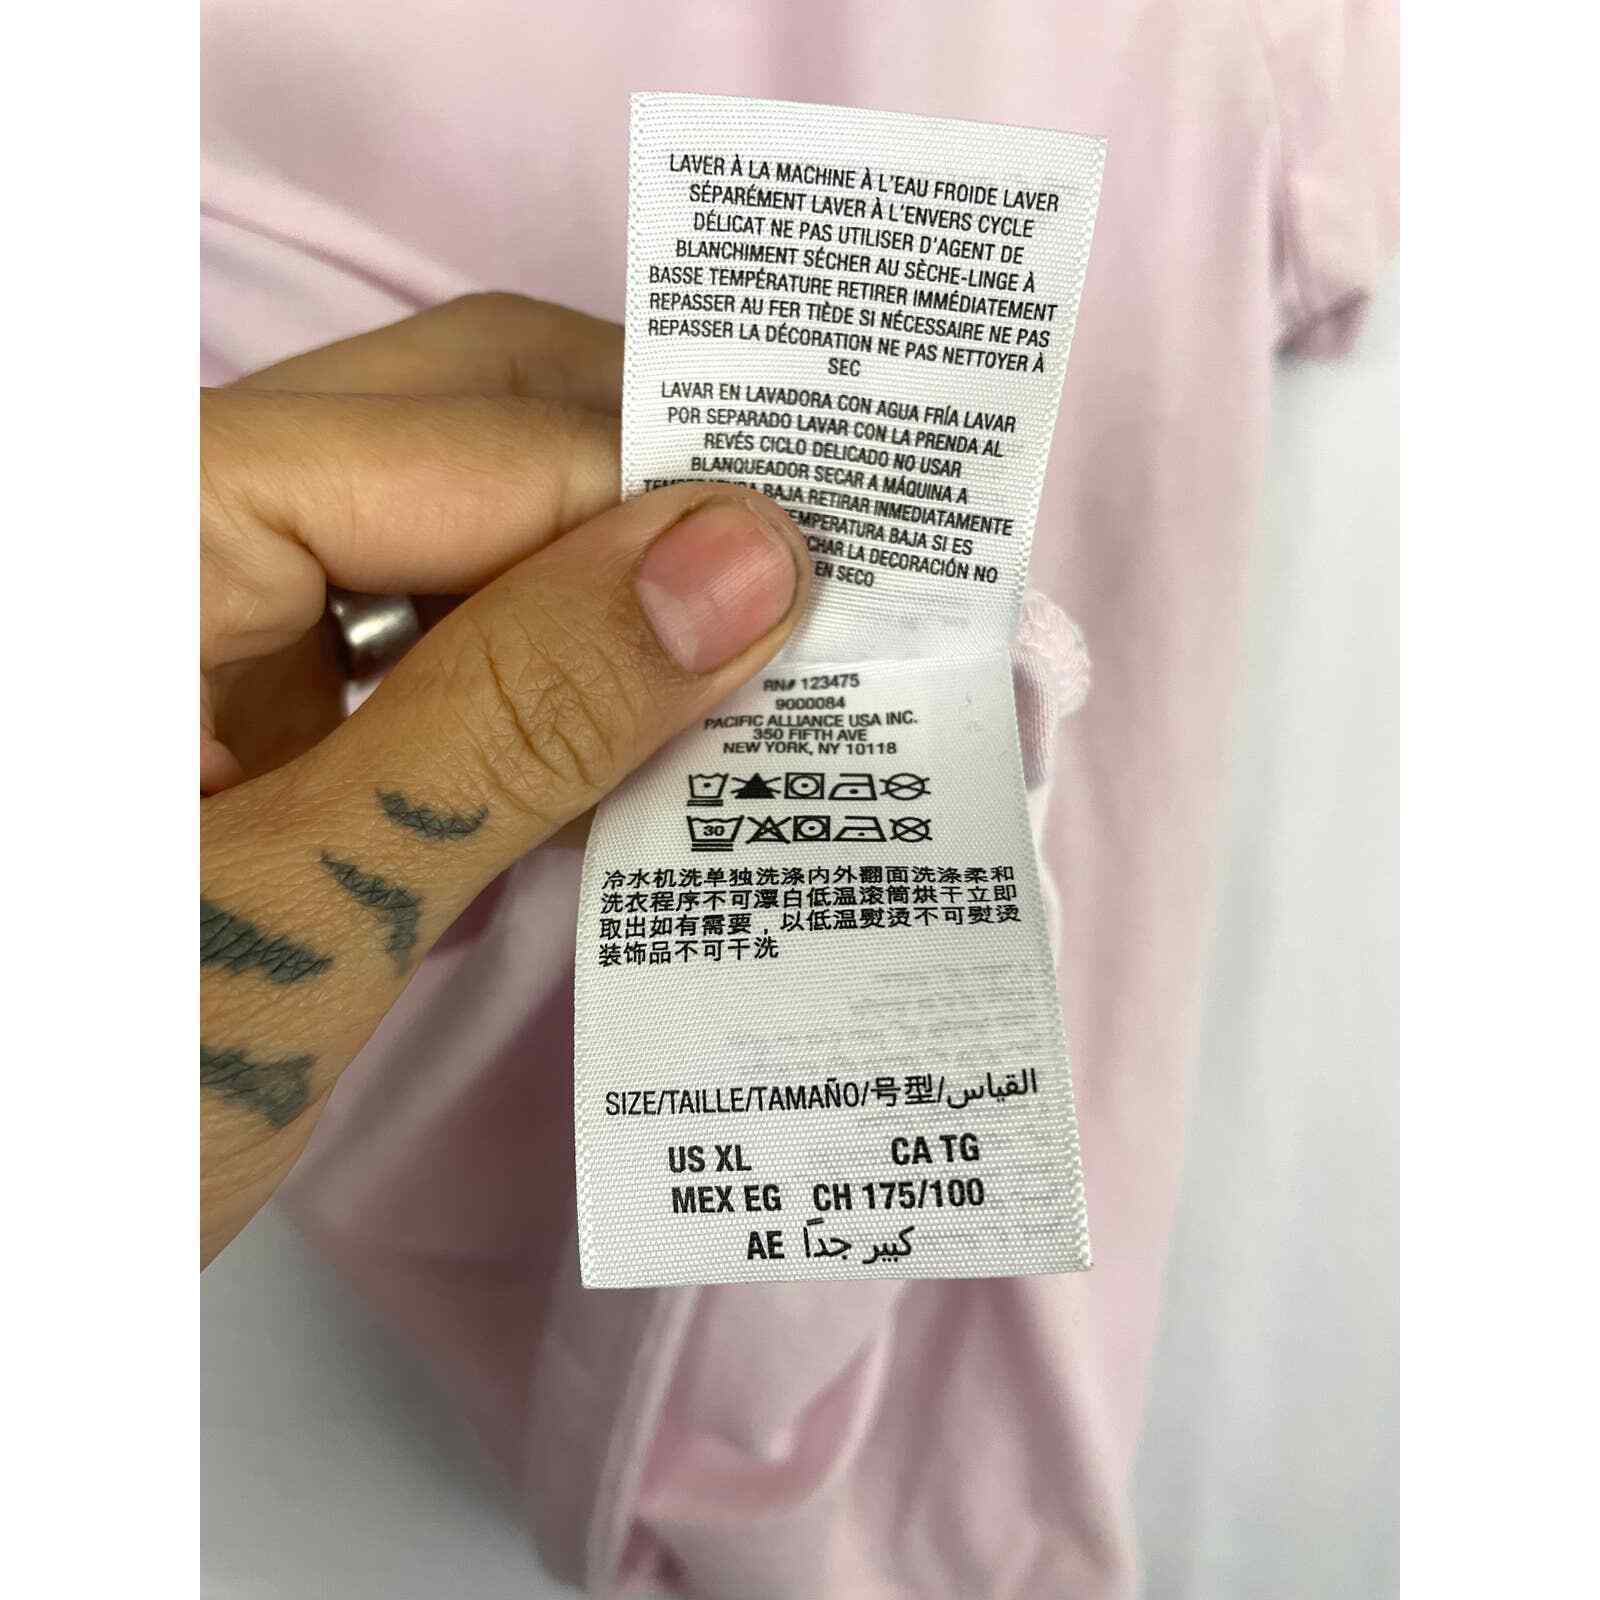 LAVER À LA MACHINE À L'EAU FROIDE LAVER
SÉPARÉMENT LAVER À L'ENVERS CYCLE
DÉLICAT NE PAS UTILISER D'AGENT DE
BLANCHIMENT SÉCHER AU SÈCHE-LINGE À
BASSE TEMPÉRATURE RETIRER IMMÉDIATEMENT
REPASSER AU FER TIÈDE SI NÉCESSAIRE NE PAS
REPASSER LA DÉCORATION NE PAS NETTOYER À
SEC
LAVAR EN LAVADORA CON AGUA FRÍA LAVAR
POR SEPARADO LAVAR CON LA PRENDA AL
REVÉS CICLO DELICADO NO USAR
BLANQUEADOR SECAR A MÁQUINA A
BAJA RETIRAR INMEDIATAMENTE
TEMPERATURA BAJA SI ES
LA DECORACIÓN NO
EN SECO
RN# 123475
9000084
PACIFIC ALLIANCE USA INC.
350 FIFTH AVE
NEW YORK, NY 10118
30
冷水机洗单独洗涤内外翻面洗涤柔和
洗衣程序不可漂白低温滚筒烘干立即
取出如有需要，以低温熨烫不可熨烫
装饰品不可干洗
SIZE/TAILLE/TAMAÑO/号型/القياس
US XL CA TG
MEX EG CH 175/100
AE كبير جداً